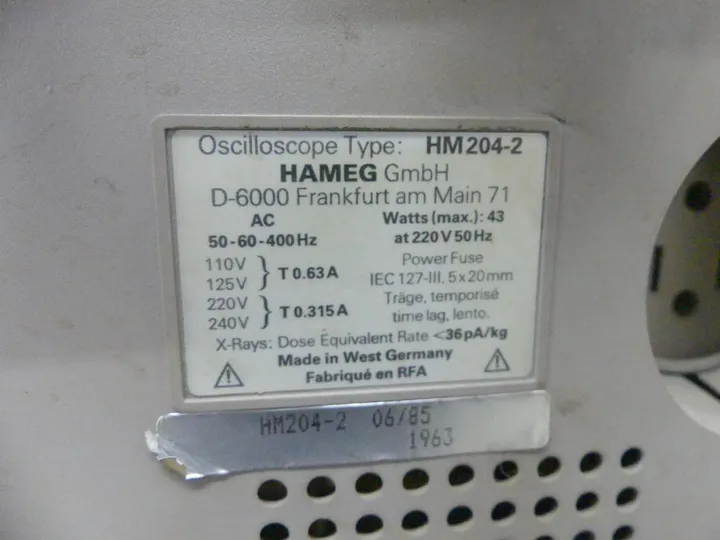 Oscilloscope Type: HM204-2
HAMEG GmbH
D-6000 Frankfurt am Main 71
AC Watts (max.): 43
50-60-400Hz at 220V 50Hz
110V
125V } T 0.63A
220V
240V } T 0.315A
Power Fuse
IEC 127-III. 5x20mm
Träge, temporisé
time lag, lento.
X-Rays: Dose Equivalent Rate <36pA/kg
Made in West Germany
Fabriqué en RFA
HM204-2 06/85
1963